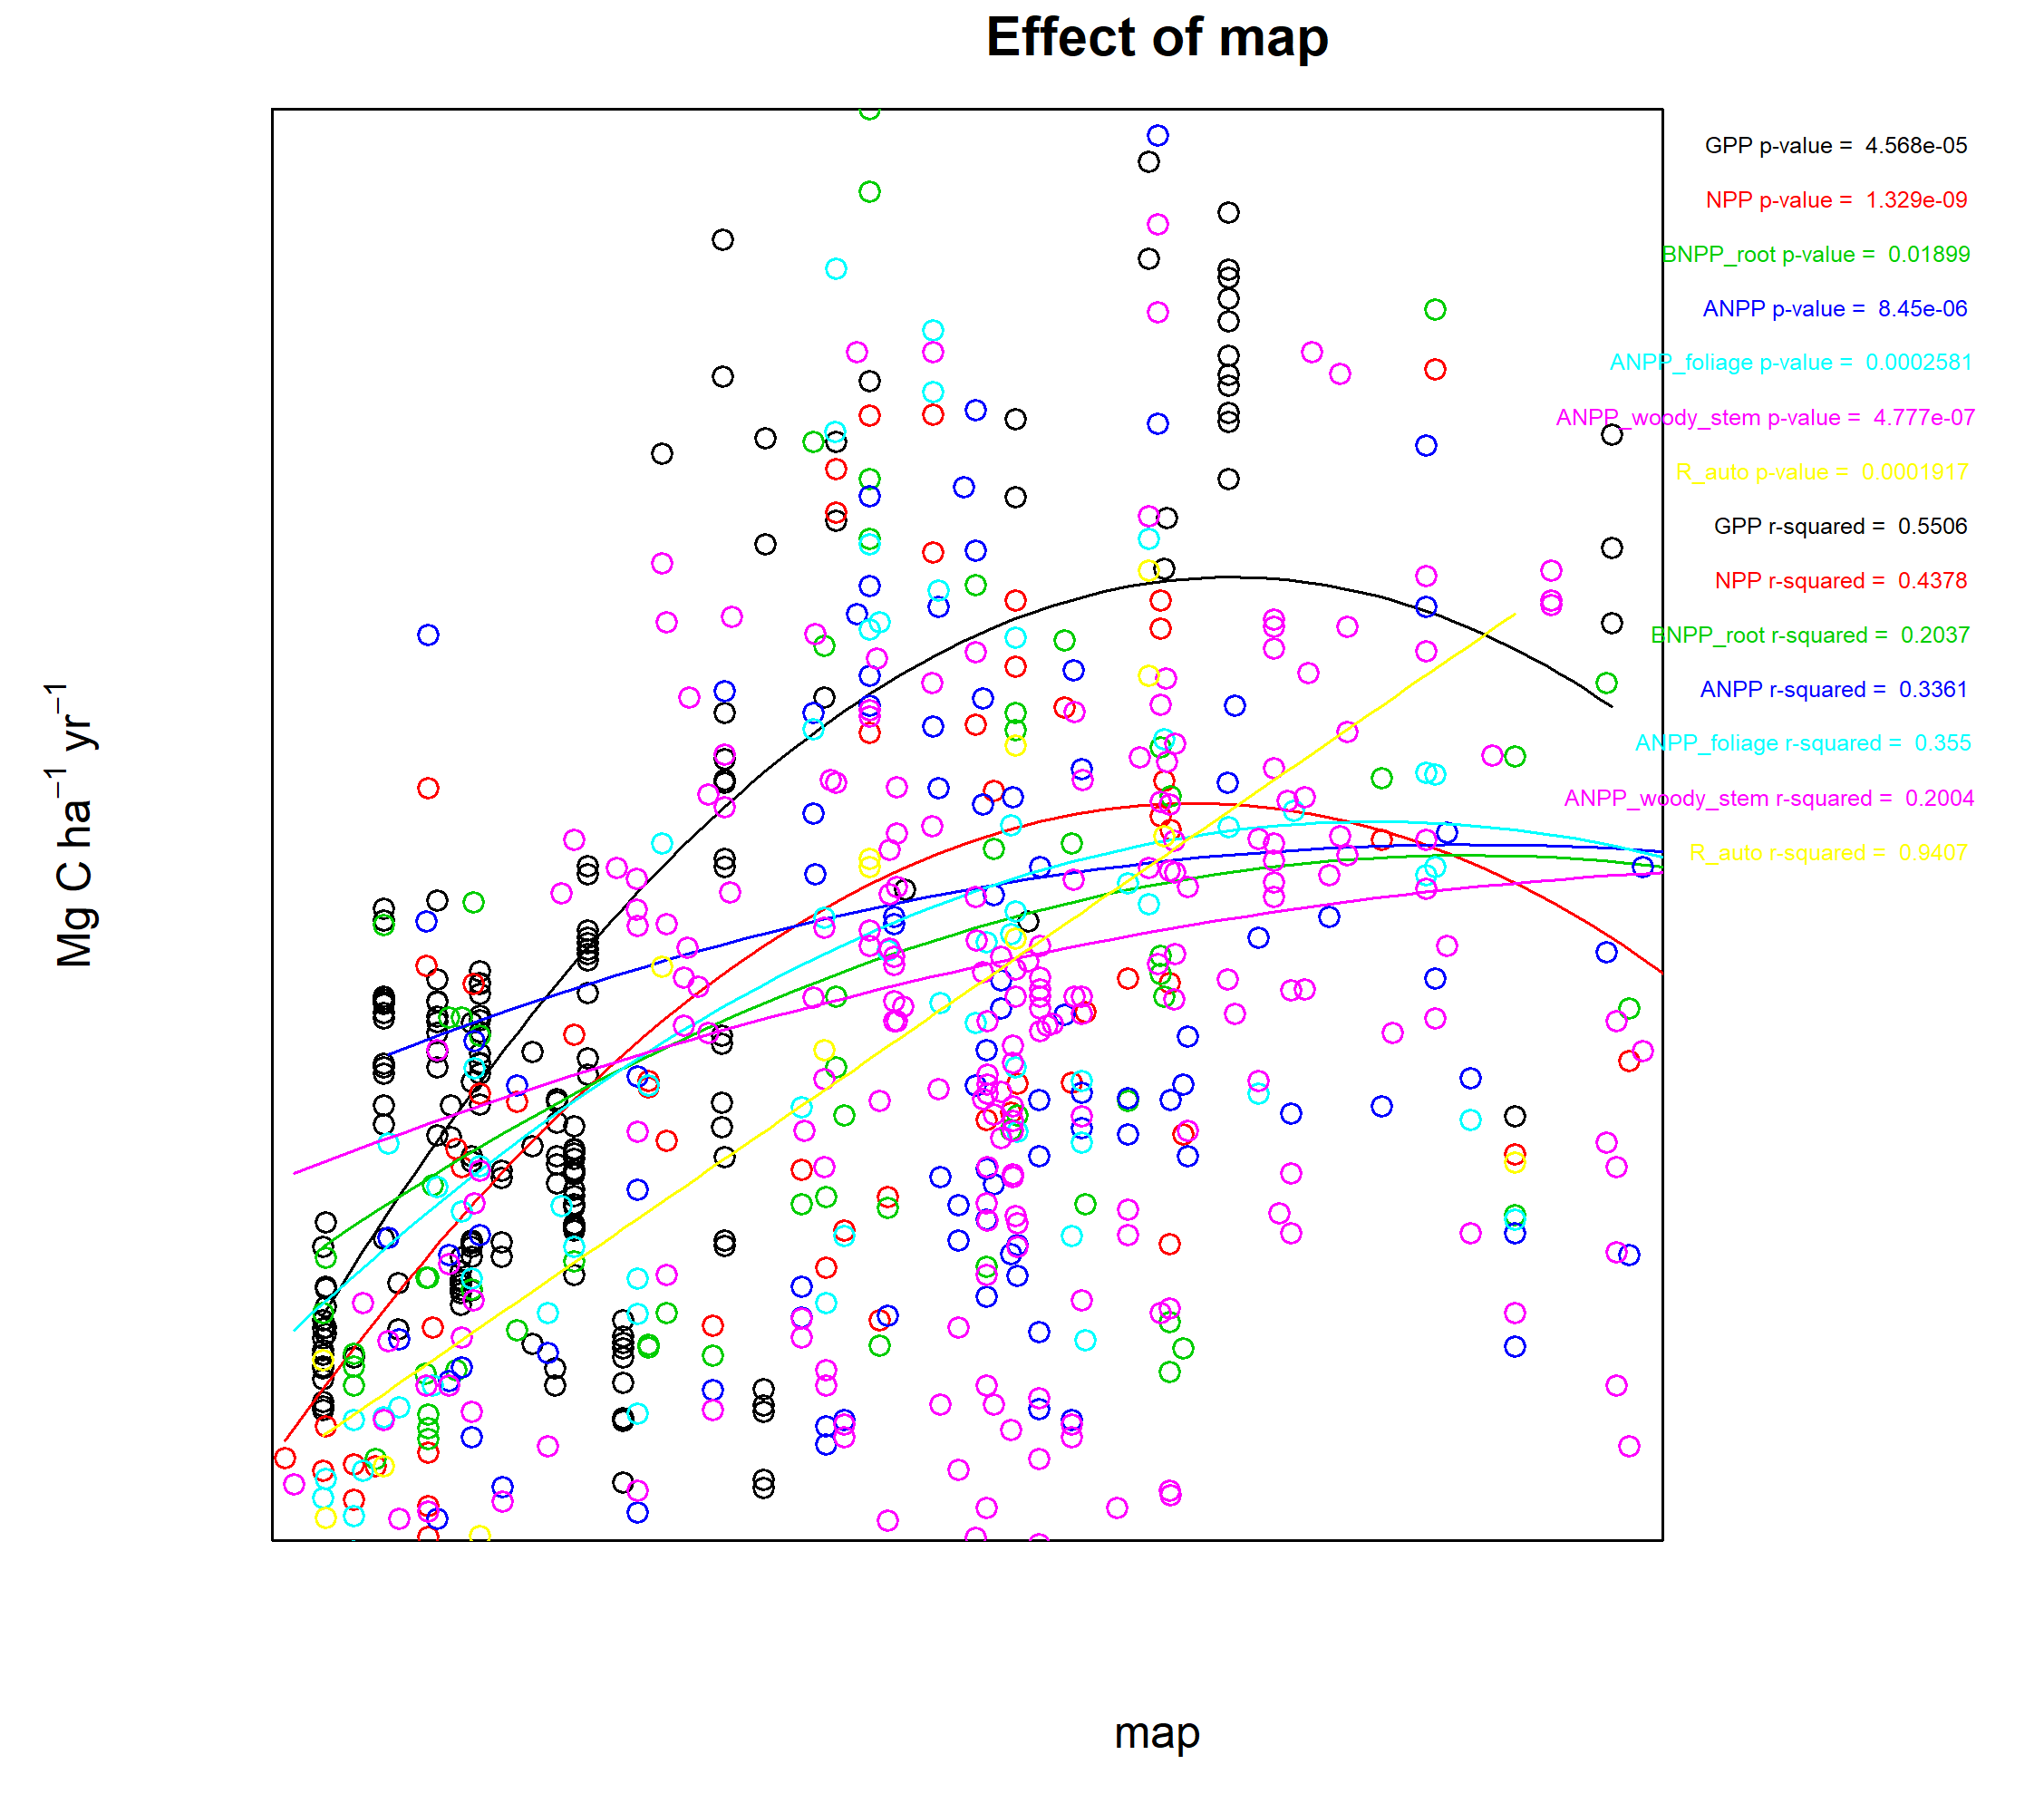 Effect of map
GPP p-value = 4.568e-05
NPP p-value = 1.329e-09
BNPP_root p-value = 0.01899
ANPP p-value = 8.45e-06
ANPP_foliage p-value = 0.0002581
ANPP_woody_stem p-value = 4.777e-07
R_auto p-value = 0.0001917
GPP r-squared = 0.5506
NPP r-squared = 0.4378
BNPP_root r-squared = 0.2037
ANPP r-squared = 0.3361
ANPP_foliage r-squared = 0.355
ANPP_woody_stem r-squared = 0.2004
R_auto r-squared = 0.9407
Mg C ha⁻¹ yr⁻¹
map